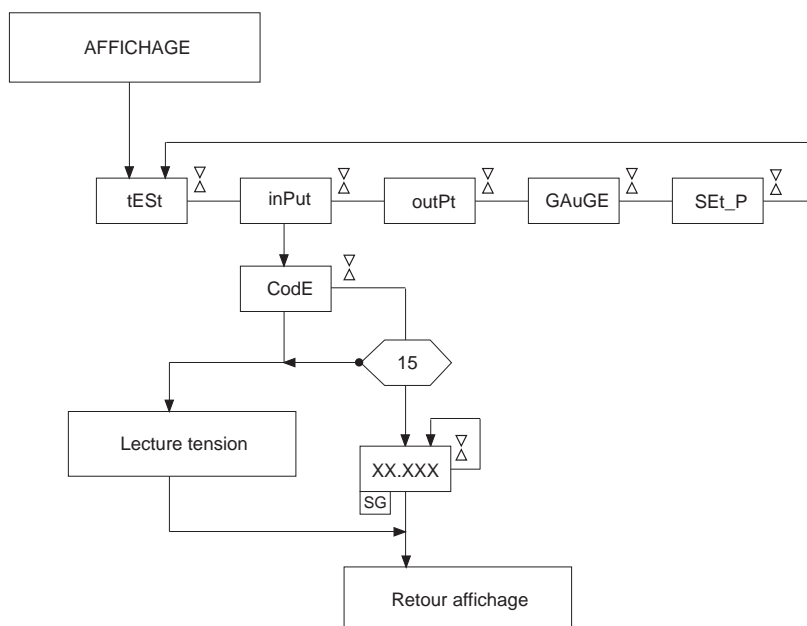 AFFICHAGE
tESt
inPut
outPt
GAuGE
SEt_P
CodE
15
Lecture tension
XX.XXX
SG
Retour affichage